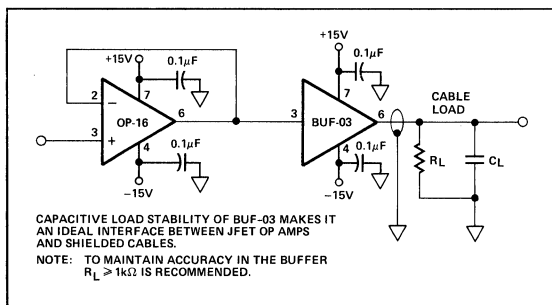 +15V
0.1μF
7
2
−
OP-16
6
3
+
4
0.1μF
−15V
+15V
0.1μF
7
3
BUF-03
6
4
0.1μF
−15V
CABLE
LOAD
RL
CL
CAPACITIVE LOAD STABILITY OF BUF-03 MAKES IT
AN IDEAL INTERFACE BETWEEN JFET OP AMPS
AND SHIELDED CABLES.
NOTE: TO MAINTAIN ACCURACY IN THE BUFFER
RL ⩾ 1kΩ IS RECOMMENDED.